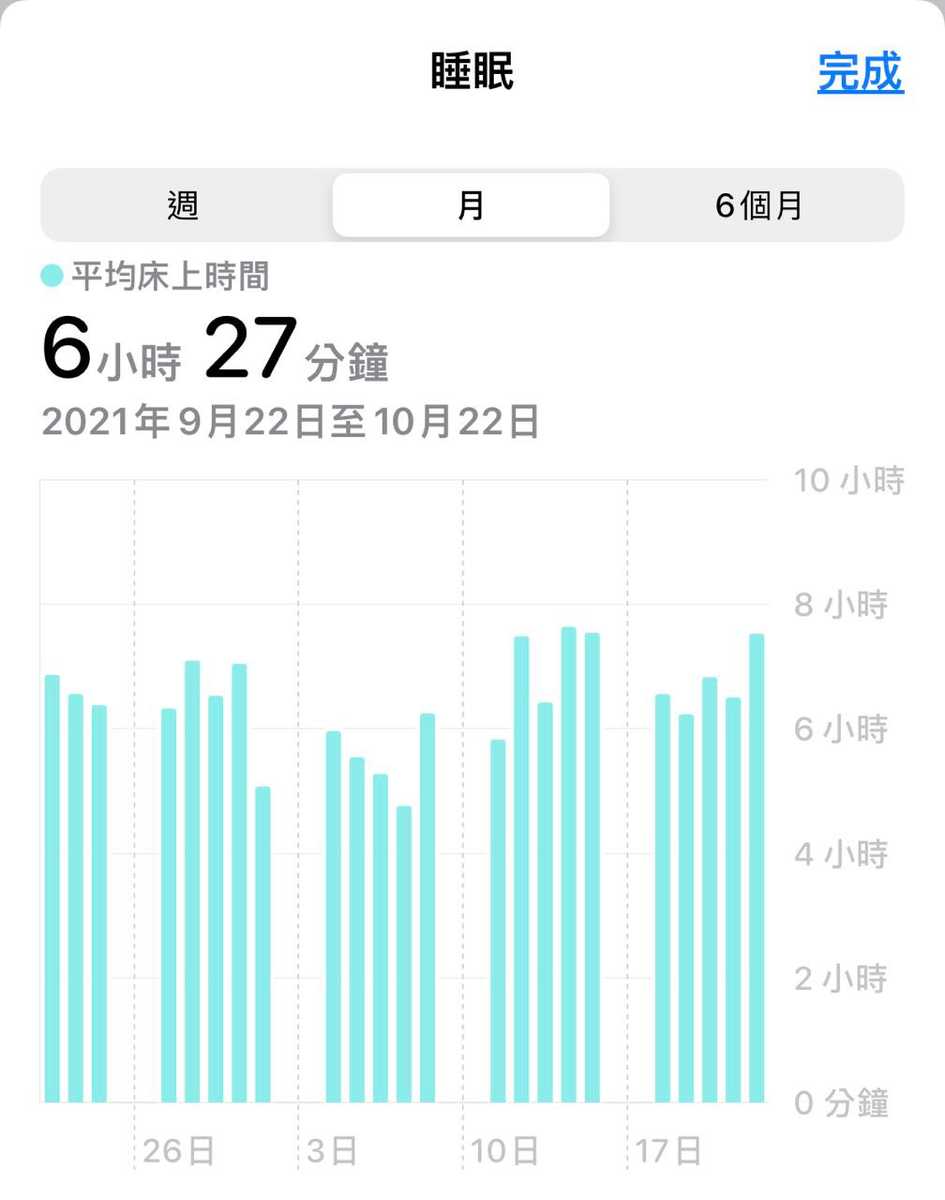 睡眠
完成
週 月 6個月
平均床上時間
6小時 27分鐘
2021年9月22日至10月22日
10 小時
8 小時
6 小時
4 小時
2 小時
0 分鐘
26日 3日 10日 17日